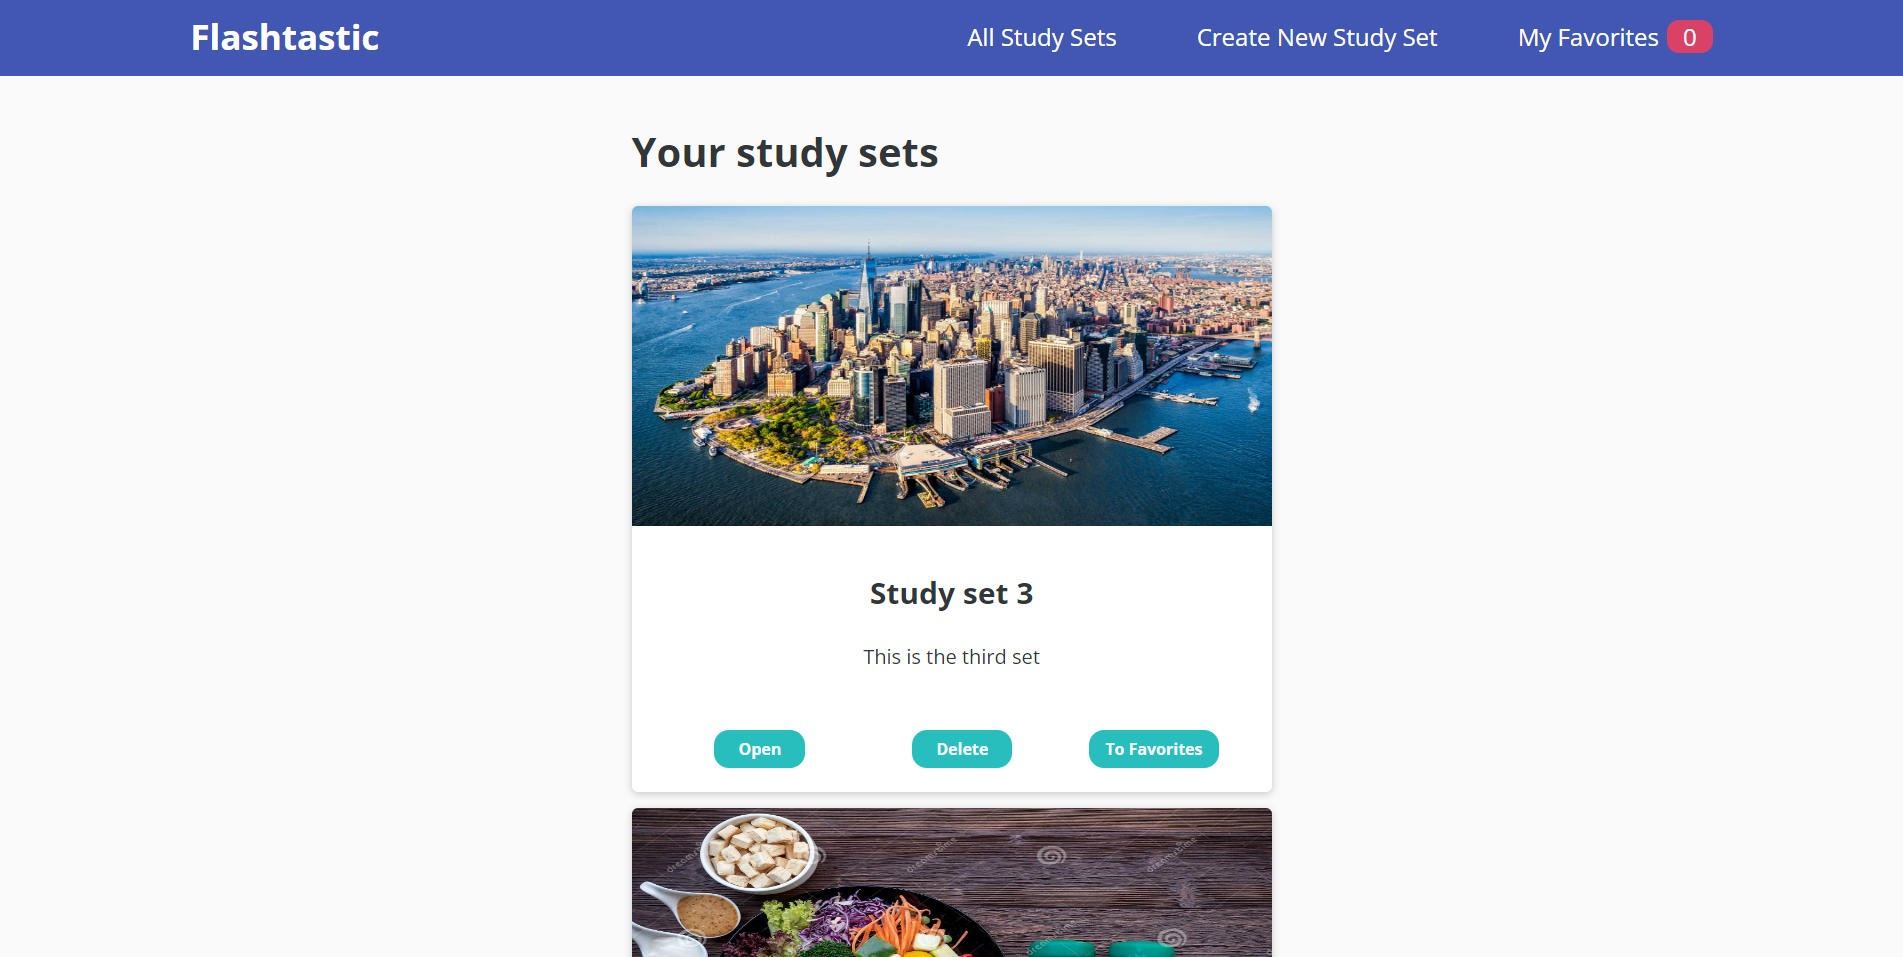 Flashtastic
All Study Sets
Create New Study Set
My Favorites 0
Your study sets
Study set 3
This is the third set
Open
Delete
To Favorites